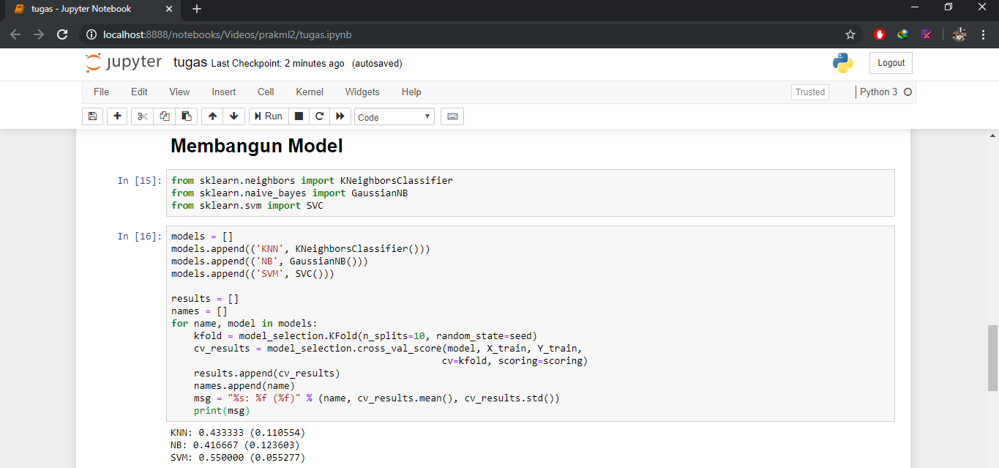 tugas - Jupyter Notebook
localhost:8888/notebooks/Videos/prakml2/tugas.ipynb
jupyter tugas Last Checkpoint: 2 minutes ago (autosaved)
Logout
File Edit View Insert Cell Kernel Widgets Help
Trusted
Python 3
Run
Code
Membangun Model
In [15]:
from sklearn.neighbors import KNeighborsClassifier
from sklearn.naive_bayes import GaussianNB
from sklearn.svm import SVC
In [16]:
models = []
models.append(('KNN', KNeighborsClassifier()))
models.append(('NB', GaussianNB()))
models.append(('SVM', SVC()))
results = []
names = []
for name, model in models:
    kfold = model_selection.KFold(n_splits=10, random_state=seed)
    cv_results = model_selection.cross_val_score(model, X_train, Y_train,
                                                cv=kfold, scoring=scoring)
    results.append(cv_results)
    names.append(name)
    msg = "%s: %f (%f)" % (name, cv_results.mean(), cv_results.std())
    print(msg)
KNN: 0.433333 (0.110554)
NB: 0.416667 (0.123603)
SVM: 0.550000 (0.055277)